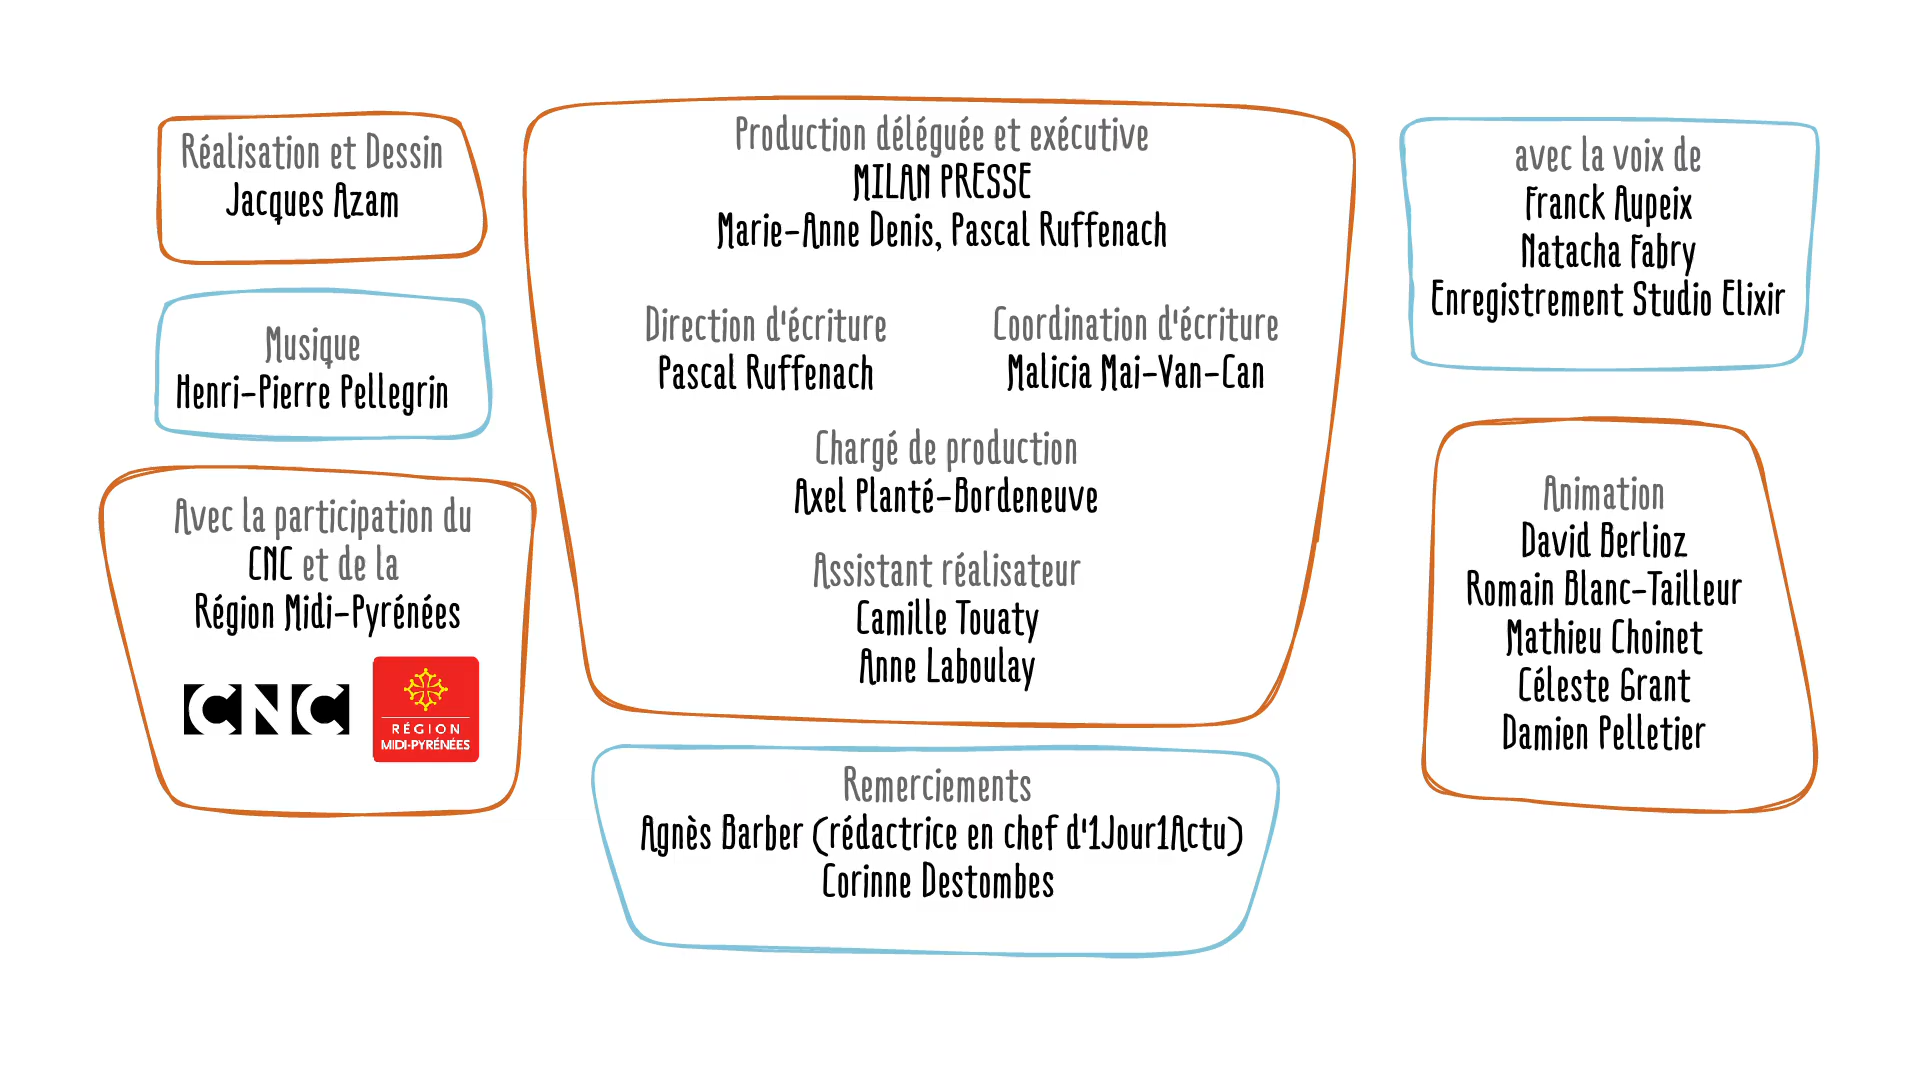 Réalisation et Dessin
Jacques Azam
Musique
Henri-Pierre Pellegrin
Avec la participation du
CNC et de la
Région Midi-Pyrénées
CNC
RÉGION
MIDI-PYRÉNÉES
Production déléguée et exécutive
MILAN PRESSE
Marie-Anne Denis, Pascal Ruffenach
Direction d'écriture
Pascal Ruffenach
Coordination d'écriture
Malicia Mai-Van-Can
Chargé de production
Axel Planté-Bordeneuve
Assistant réalisateur
Camille Touaty
Anne Laboulay
Remerciements
Agnès Barber (rédactrice en chef d'1Jour1Actu)
Corinne Destombes
avec la voix de
Franck Aupeix
Natacha Fabry
Enregistrement Studio Elixir
Animation
David Berlioz
Romain Blanc-Tailleur
Mathieu Choinet
Céleste Grant
Damien Pelletier